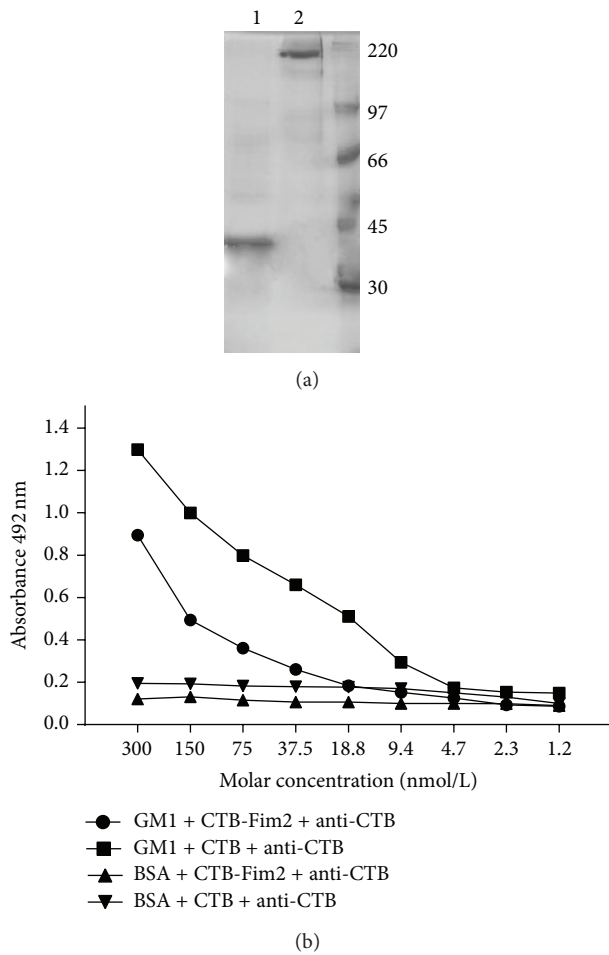 1 2
220
97
66
45
30
(a)
1.4
1.2
1.0
0.8
0.6
0.4
0.2
0.0
Absorbance 492 nm
300 150 75 37.5 18.8 9.4 4.7 2.3 1.2
Molar concentration (nmol/L)
GM1 + CTB-Fim2 + anti-CTB
GM1 + CTB + anti-CTB
BSA + CTB-Fim2 + anti-CTB
BSA + CTB + anti-CTB
(b)